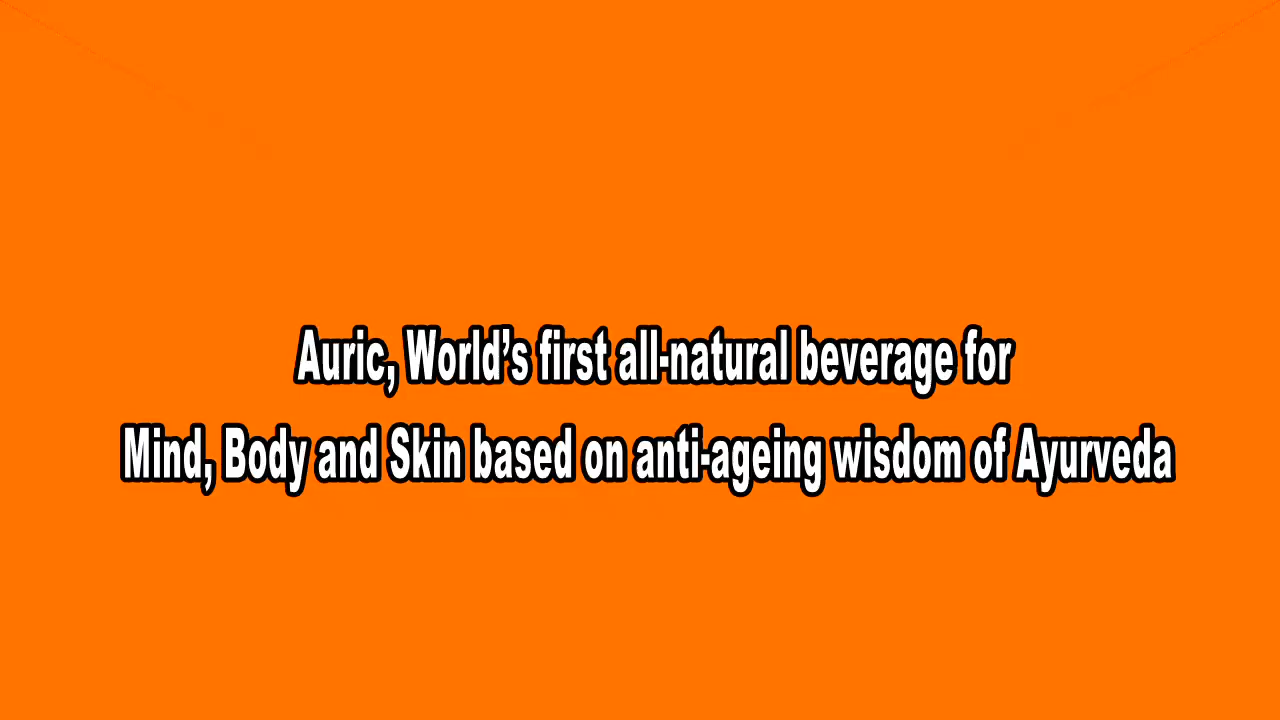 Auric, World’s first all-natural beverage for
Mind, Body and Skin based on anti-ageing wisdom of Ayurveda